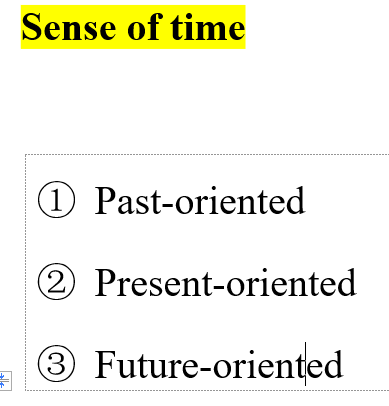 Sense of time
① Past-oriented
② Present-oriented
③ Future-oriented